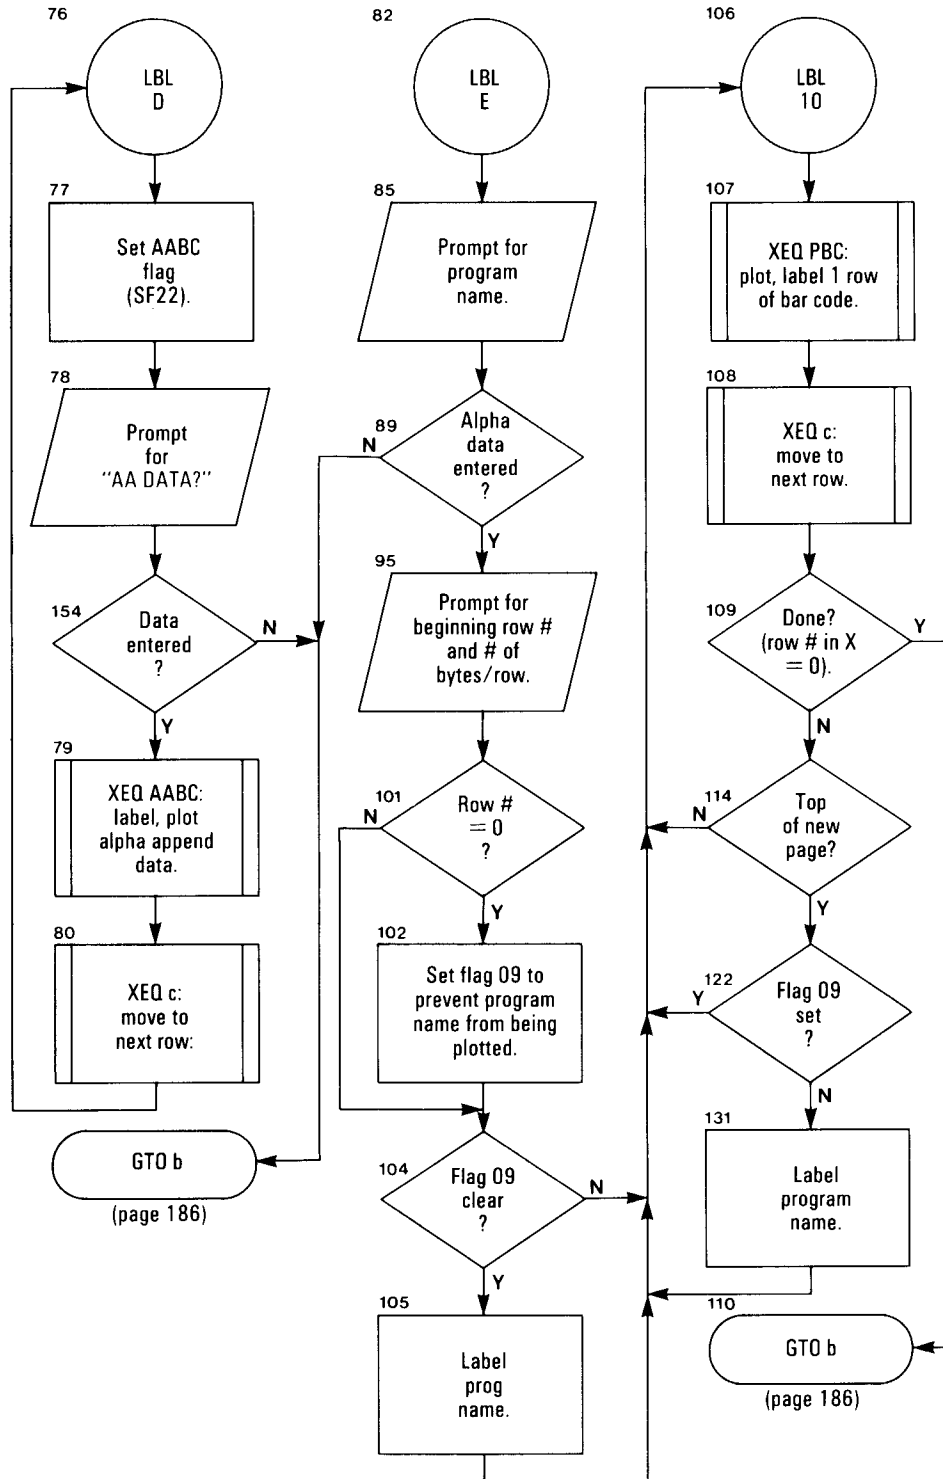 76
LBL
D
77
Set AABC
flag
(SF22).
78
Prompt
for
"AA DATA?"
154
Data
entered
?
N
Y
79
XEQ AABC:
label, plot
alpha append
data.
80
XEQ c:
move to
next row:
GTO b
(page 186)
82
LBL
E
85
Prompt for
program
name.
89
N
Alpha
data
entered
?
Y
95
Prompt for
beginning row #
and # of
bytes/row.
101
N
Row #
= 0
?
Y
102
Set flag 09 to
prevent program
name from being
plotted.
104
Flag 09
clear
?
N
Y
105
Label
prog
name.
106
LBL
10
107
XEQ PBC:
plot, label 1 row
of bar code.
108
XEQ c:
move to
next row.
109
Done?
(row # in X
= 0).
Y
N
114
N
Top
of new
page?
Y
122
Y
Flag 09
set
?
N
131
Label
program
name.
110
GTO b
(page 186)